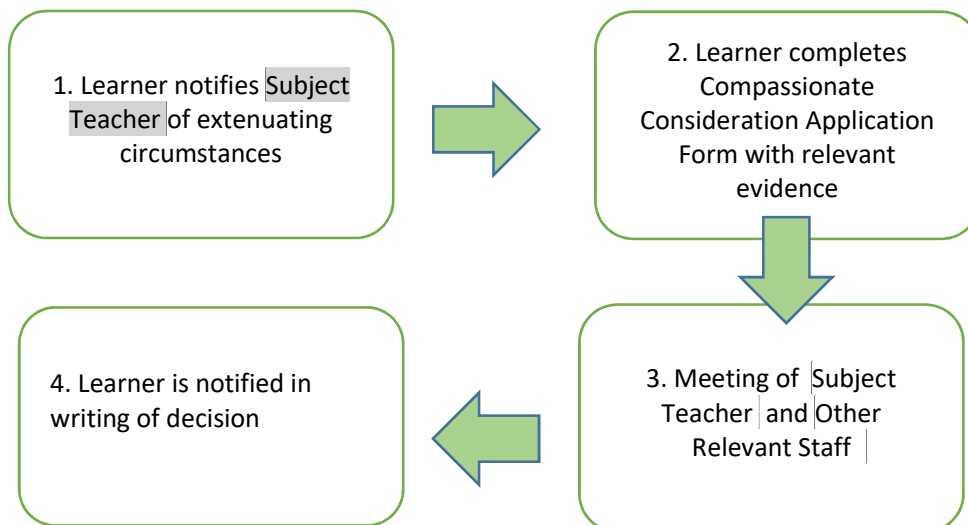 1. Learner notifies Subject
Teacher of extenuating
circumstances
2. Learner completes
Compassionate
Consideration Application
Form with relevant
evidence
3. Meeting of Subject
Teacher and Other
Relevant Staff
4. Learner is notified in
writing of decision